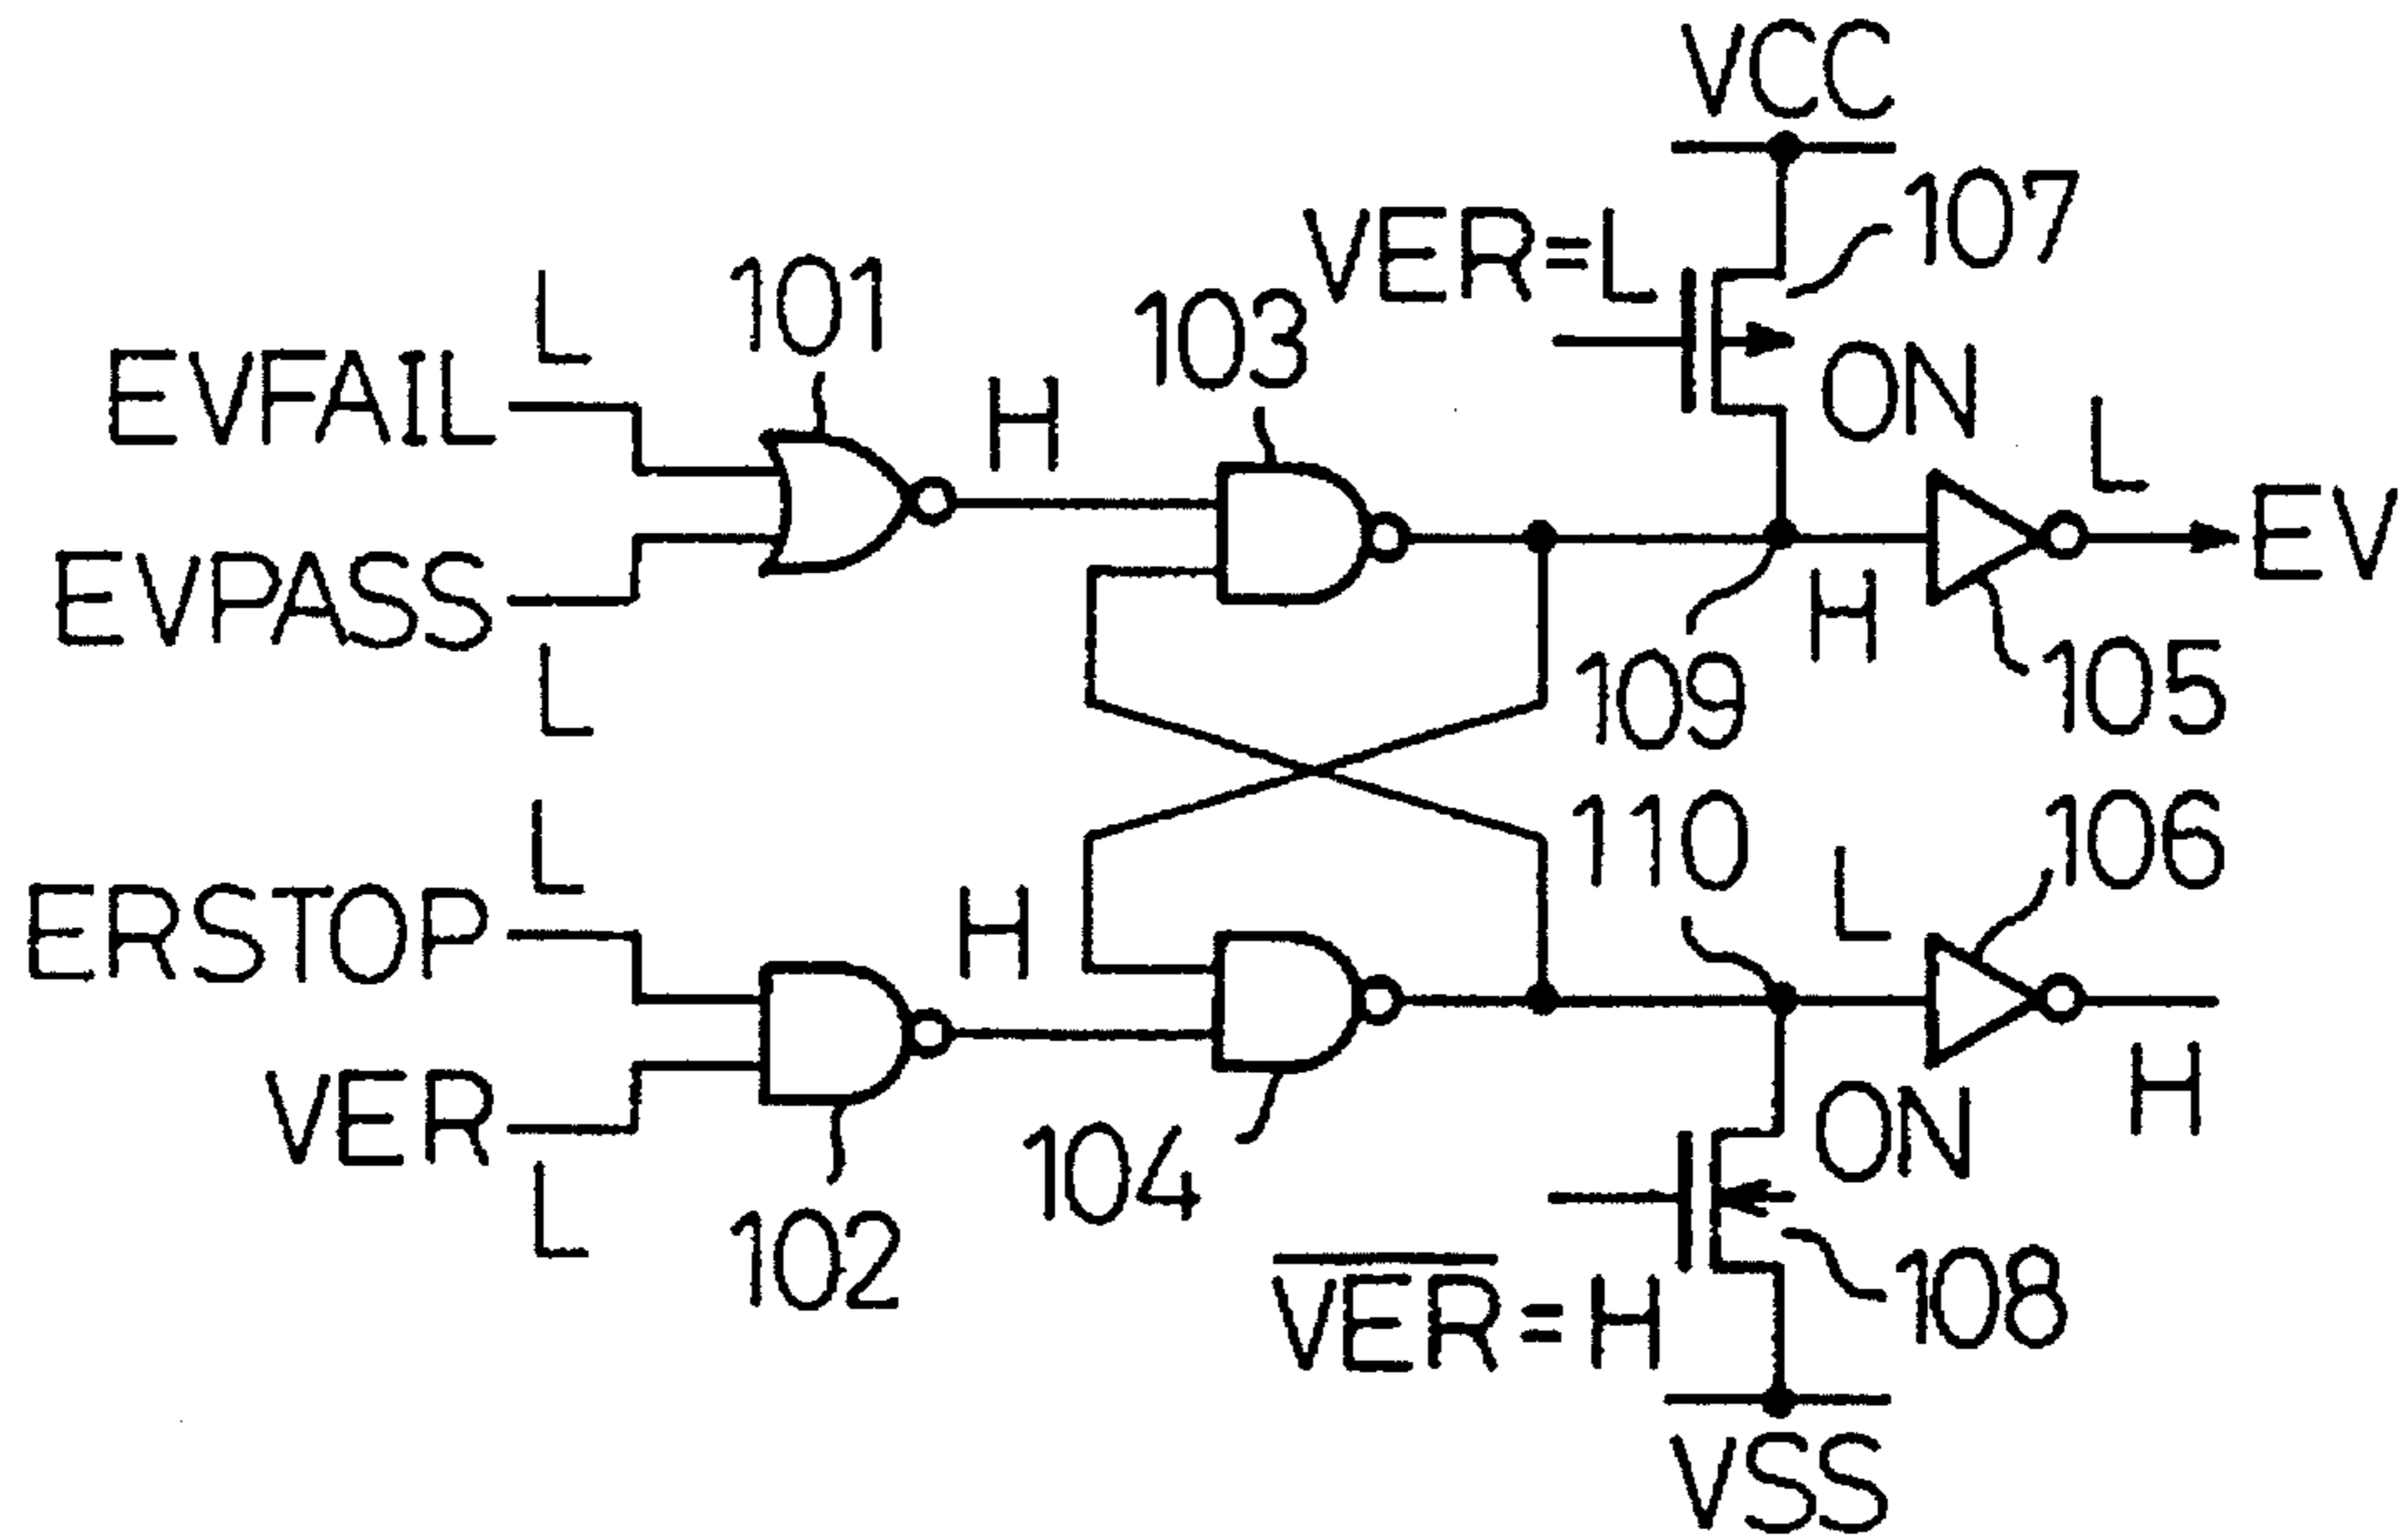 VCC
VER=L
107
L
101
103
H
ON
L
EVFAIL
EV
EVPASS
L
109
H
105
L
110
106
L
ERSTOP
H
VER
L
ON
H
104
102
V̅E̅R̅=H
108
VSS